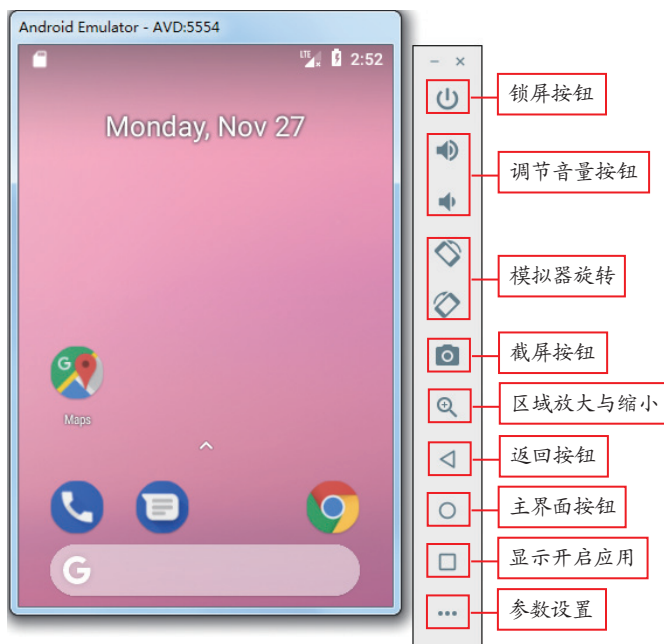 Android Emulator - AVD:5554
LTE 2:52
Monday, Nov 27
G
Maps
G
锁屏按钮
调节音量按钮
模拟器旋转
截屏按钮
区域放大与缩小
返回按钮
主界面按钮
显示开启应用
参数设置